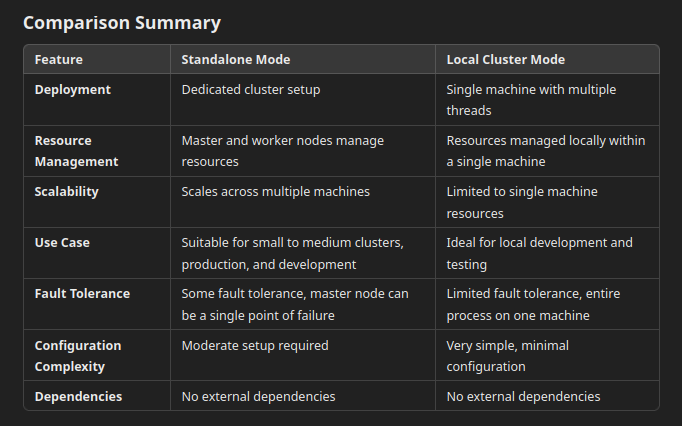 Comparison Summary
Feature Standalone Mode Local Cluster Mode
Deployment Dedicated cluster setup Single machine with multiple
threads
Resource Master and worker nodes manage Resources managed locally within
Management resources a single machine
Scalability Scales across multiple machines Limited to single machine
resources
Use Case Suitable for small to medium clusters, Ideal for local development and
production, and development testing
Fault Tolerance Some fault tolerance, master node can Limited fault tolerance, entire
be a single point of failure process on one machine
Configuration Moderate setup required Very simple, minimal
Complexity configuration
Dependencies No external dependencies No external dependencies